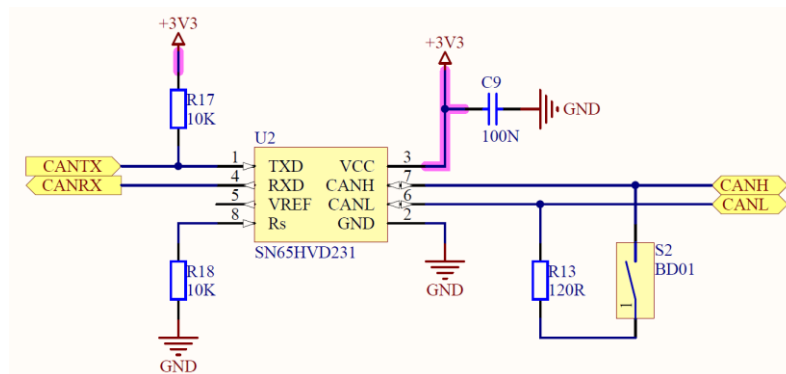 +3V3
+3V3
C9
R17
10K
GND
100N
U2
CANTX
1
TXD
VCC
3
CANRX
4
RXD
CANH
7
CANH
5
VREF
CANL
6
CANL
8
Rs
GND
2
SN65HVD231
S2
BD01
R18
10K
R13
120R
1
GND
GND